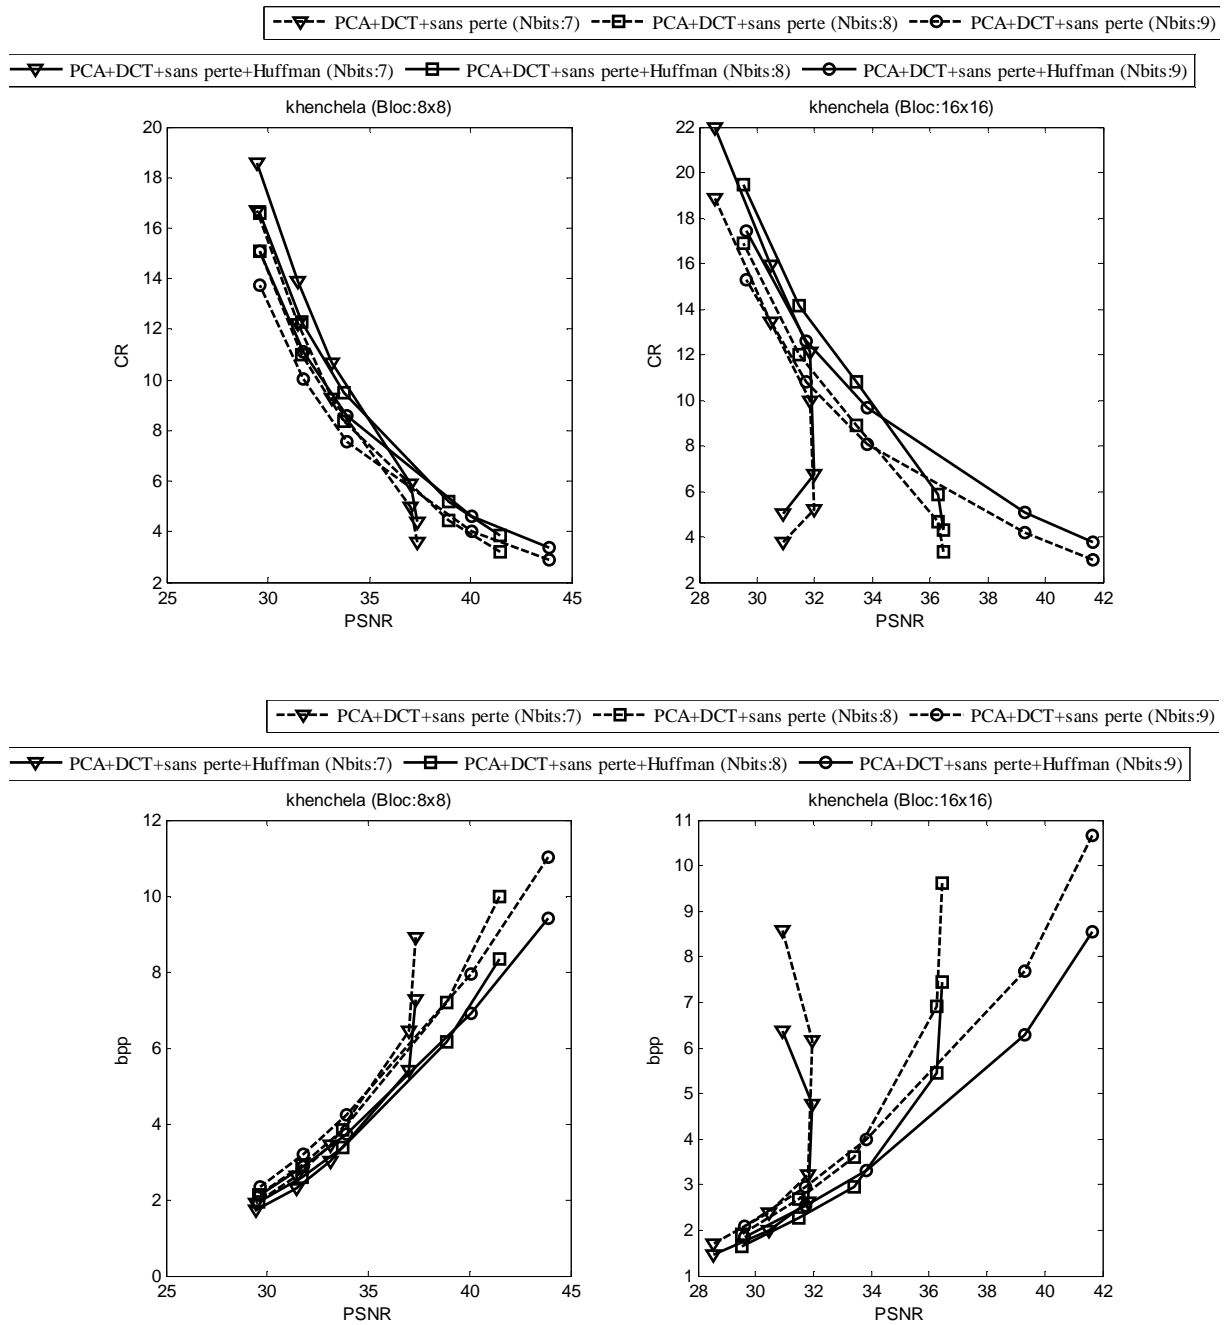 PCA+DCT+sans perte (Nbits:7) PCA+DCT+sans perte (Nbits:8) PCA+DCT+sans perte (Nbits:9)
PCA+DCT+sans perte+Huffman (Nbits:7) PCA+DCT+sans perte+Huffman (Nbits:8) PCA+DCT+sans perte+Huffman (Nbits:9)
khenchela (Bloc:8x8)
20
18
16
14
12
10
8
6
4
2
CR
25 30 35 40 45
PSNR
khenchela (Bloc:16x16)
22
20
18
16
14
12
10
8
6
4
2
CR
28 30 32 34 36 38 40 42
PSNR
PCA+DCT+sans perte (Nbits:7) PCA+DCT+sans perte (Nbits:8) PCA+DCT+sans perte (Nbits:9)
PCA+DCT+sans perte+Huffman (Nbits:7) PCA+DCT+sans perte+Huffman (Nbits:8) PCA+DCT+sans perte+Huffman (Nbits:9)
khenchela (Bloc:8x8)
12
10
8
6
4
2
0
bpp
25 30 35 40 45
PSNR
khenchela (Bloc:16x16)
11
10
9
8
7
6
5
4
3
2
1
bpp
28 30 32 34 36 38 40 42
PSNR